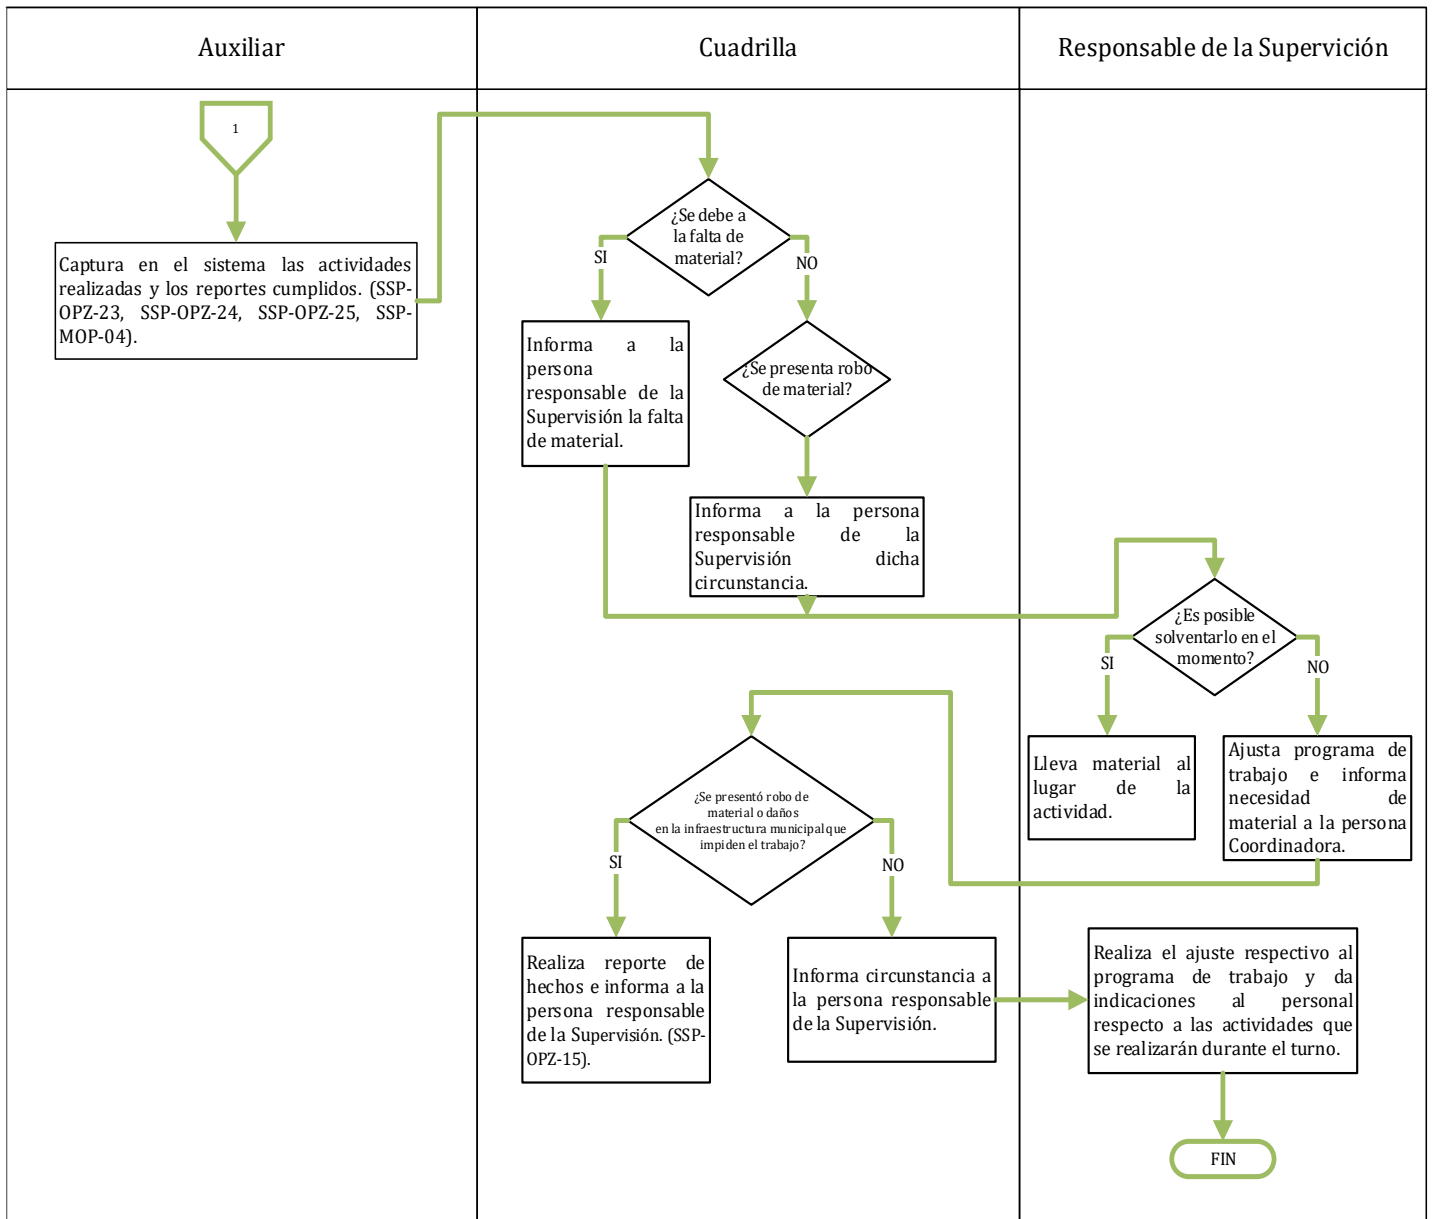 Auxiliar
Cuadrilla
Responsable de la Supervición
1
Captura en el sistema las actividades
realizadas y los reportes cumplidos. (SSP-
OPZ-23, SSP-OPZ-24, SSP-OPZ-25, SSP-
MOP-04).
¿Se debe a
la falta de
material?
SI
NO
Informa a la
persona
responsable de la
Supervisión la falta
de material.
¿Se presenta robo
de material?
Informa a la persona
responsable de la
Supervisión dicha
circunstancia.
¿Es posible
solventarlo en el
momento?
SI
NO
Lleva material al
lugar de la
actividad.
Ajusta programa de
trabajo e informa
necesidad de
material a la persona
Coordinadora.
¿Se presentó robo de
material o daños
en la infraestructura municipal que
impiden el trabajo?
SI
NO
Realiza reporte de
hechos e informa a la
persona responsable
de la Supervisión. (SSP-
OPZ-15).
Informa circunstancia a
la persona responsable
de la Supervisión.
Realiza el ajuste respectivo al
programa de trabajo y da
indicaciones al personal
respecto a las actividades que
se realizarán durante el turno.
FIN